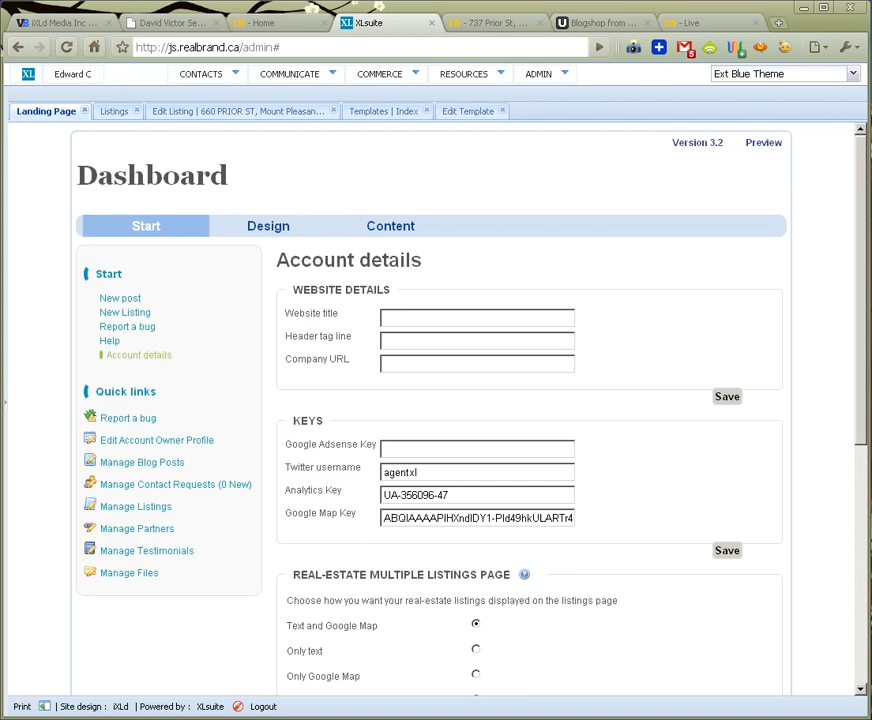 iXLd Media Inc
David Victor Se...
- Home
XLsuite
- 737 Prior St, ...
Blogshop from ...
- Live
http://js.realbrand.ca/admin#
5
XL Edward C CONTACTS COMMUNICATE COMMERCE RESOURCES ADMIN Ext Blue Theme
Landing Page Listings Edit Listing | 660 PRIOR ST, Mount Pleasan... Templates | Index Edit Template
Version 3.2 Preview
Dashboard
Start Design Content
Start
New post
New Listing
Report a bug
Help
Account details
Quick links
Report a bug
Edit Account Owner Profile
Manage Blog Posts
Manage Contact Requests (0 New)
Manage Listings
Manage Partners
Manage Testimonials
Manage Files
Account details
WEBSITE DETAILS
Website title
Header tag line
Company URL
Save
KEYS
Google Adsense Key
Twitter username agentxl
Analytics Key UA-356096-47
Google Map Key
Save
REAL-ESTATE MULTIPLE LISTINGS PAGE
Choose how you want your real-estate listings displayed on the listings page
Text and Google Map
Only text
Only Google Map
Print | Site design : iXLd | Powered by : XLsuite Logout